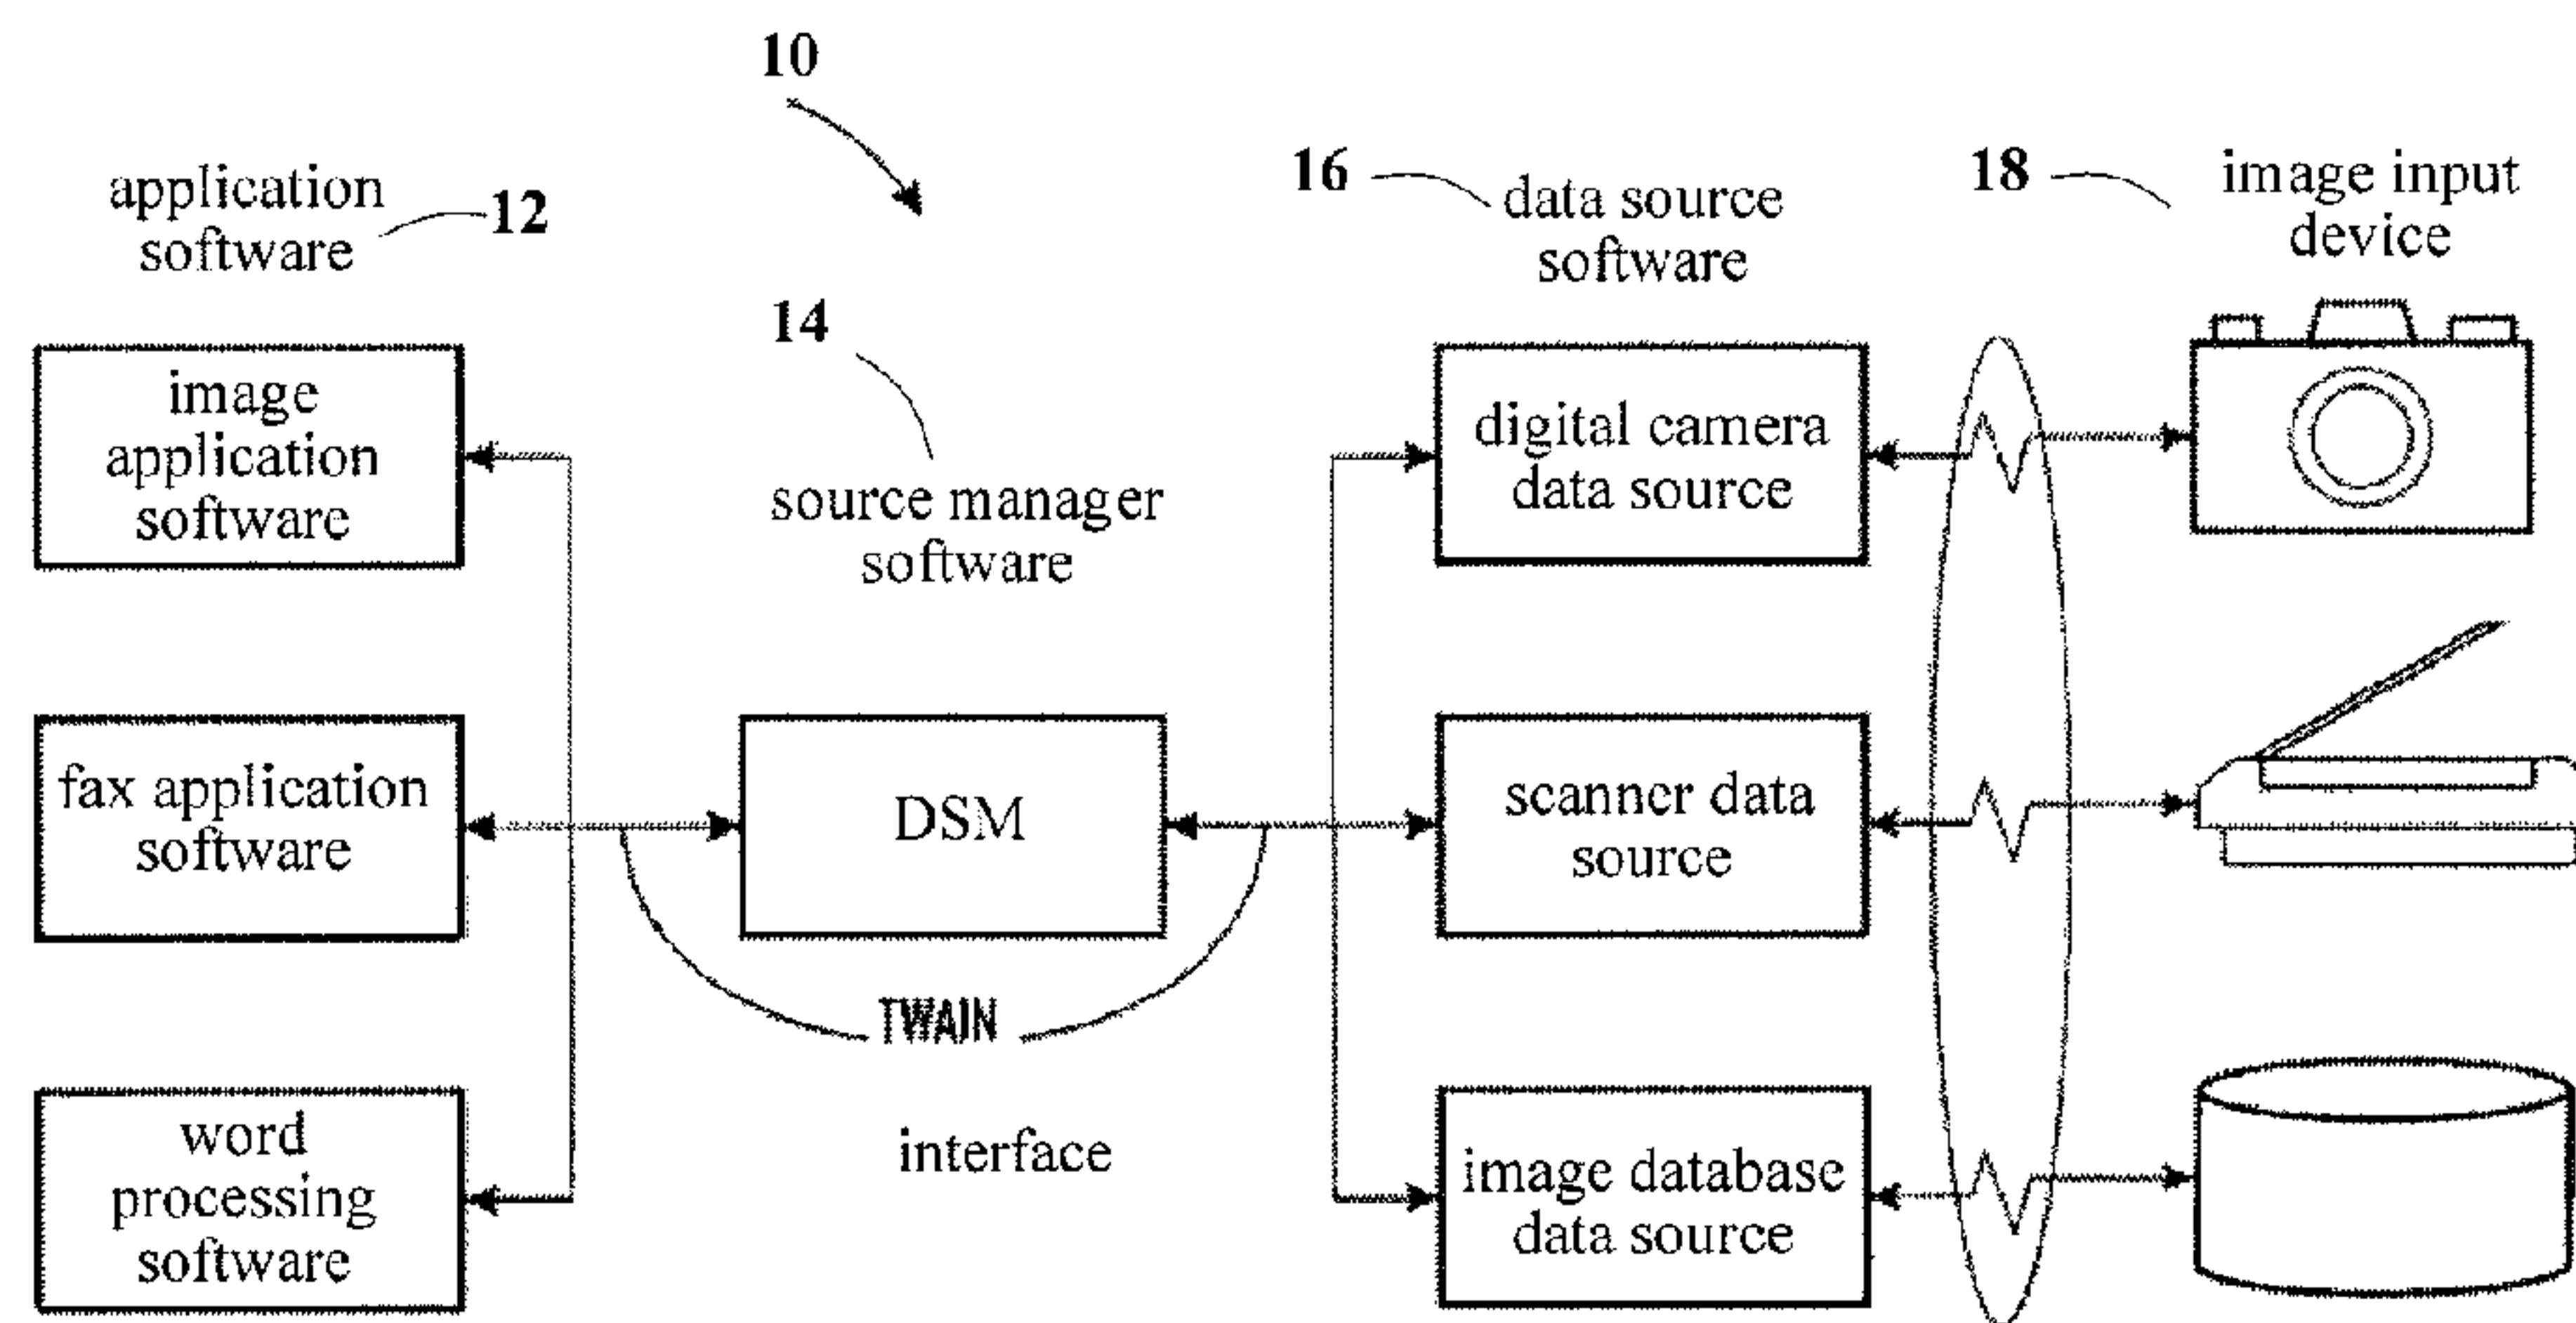 10
application
software
12
16
data source
software
18
image input
device
14
source manager
software
image
application
software
digital camera
data source
fax application
software
DSM
scanner data
source
TWAIN
interface
word
processing
software
image database
data source